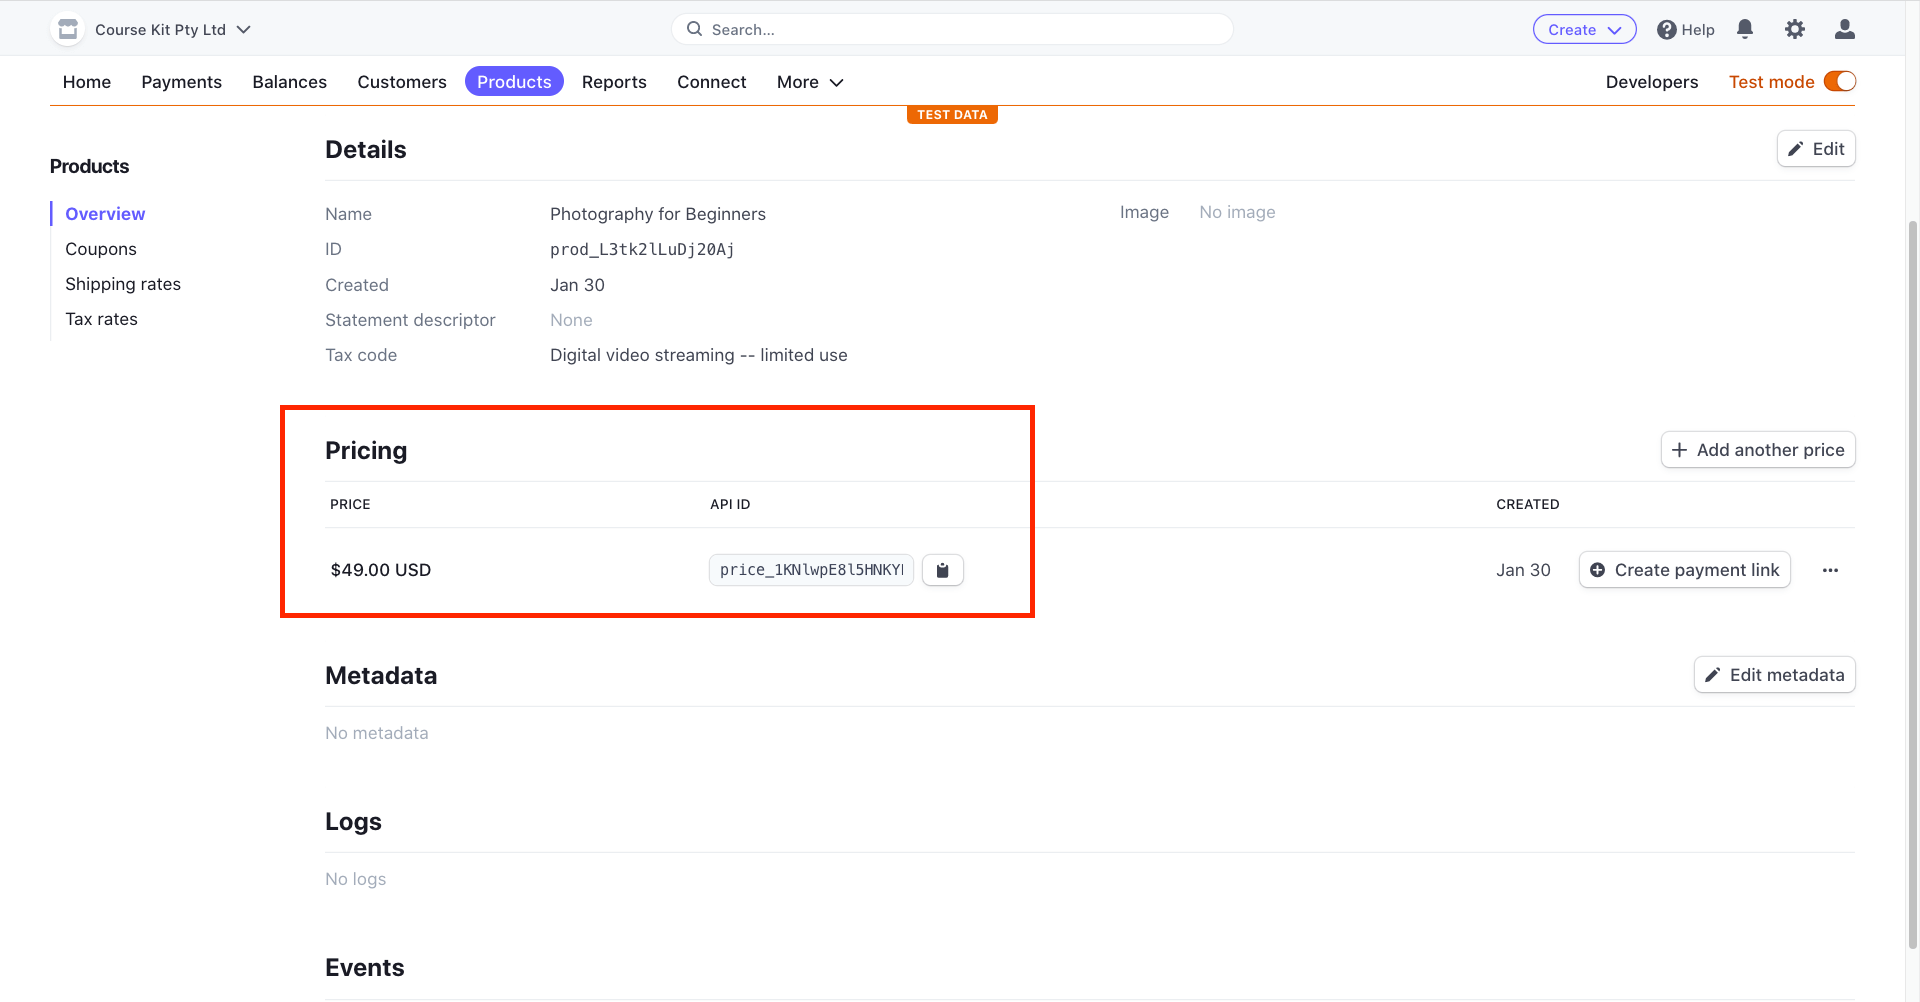 Course Kit Pty Ltd
Search...
Create
Help
Home Payments Balances Customers Products Reports Connect More Developers Test mode
TEST DATA
Products
Overview
Coupons
Shipping rates
Tax rates
Details
Edit
Name Photography for Beginners
Image No image
ID prod_L3tk2lLuDj20Aj
Created Jan 30
Statement descriptor None
Tax code Digital video streaming -- limited use
Pricing
Add another price
PRICE API ID CREATED
$49.00 USD price_1KNlwpE8l5HNKY Jan 30 Create payment link
Metadata
Edit metadata
No metadata
Logs
No logs
Events